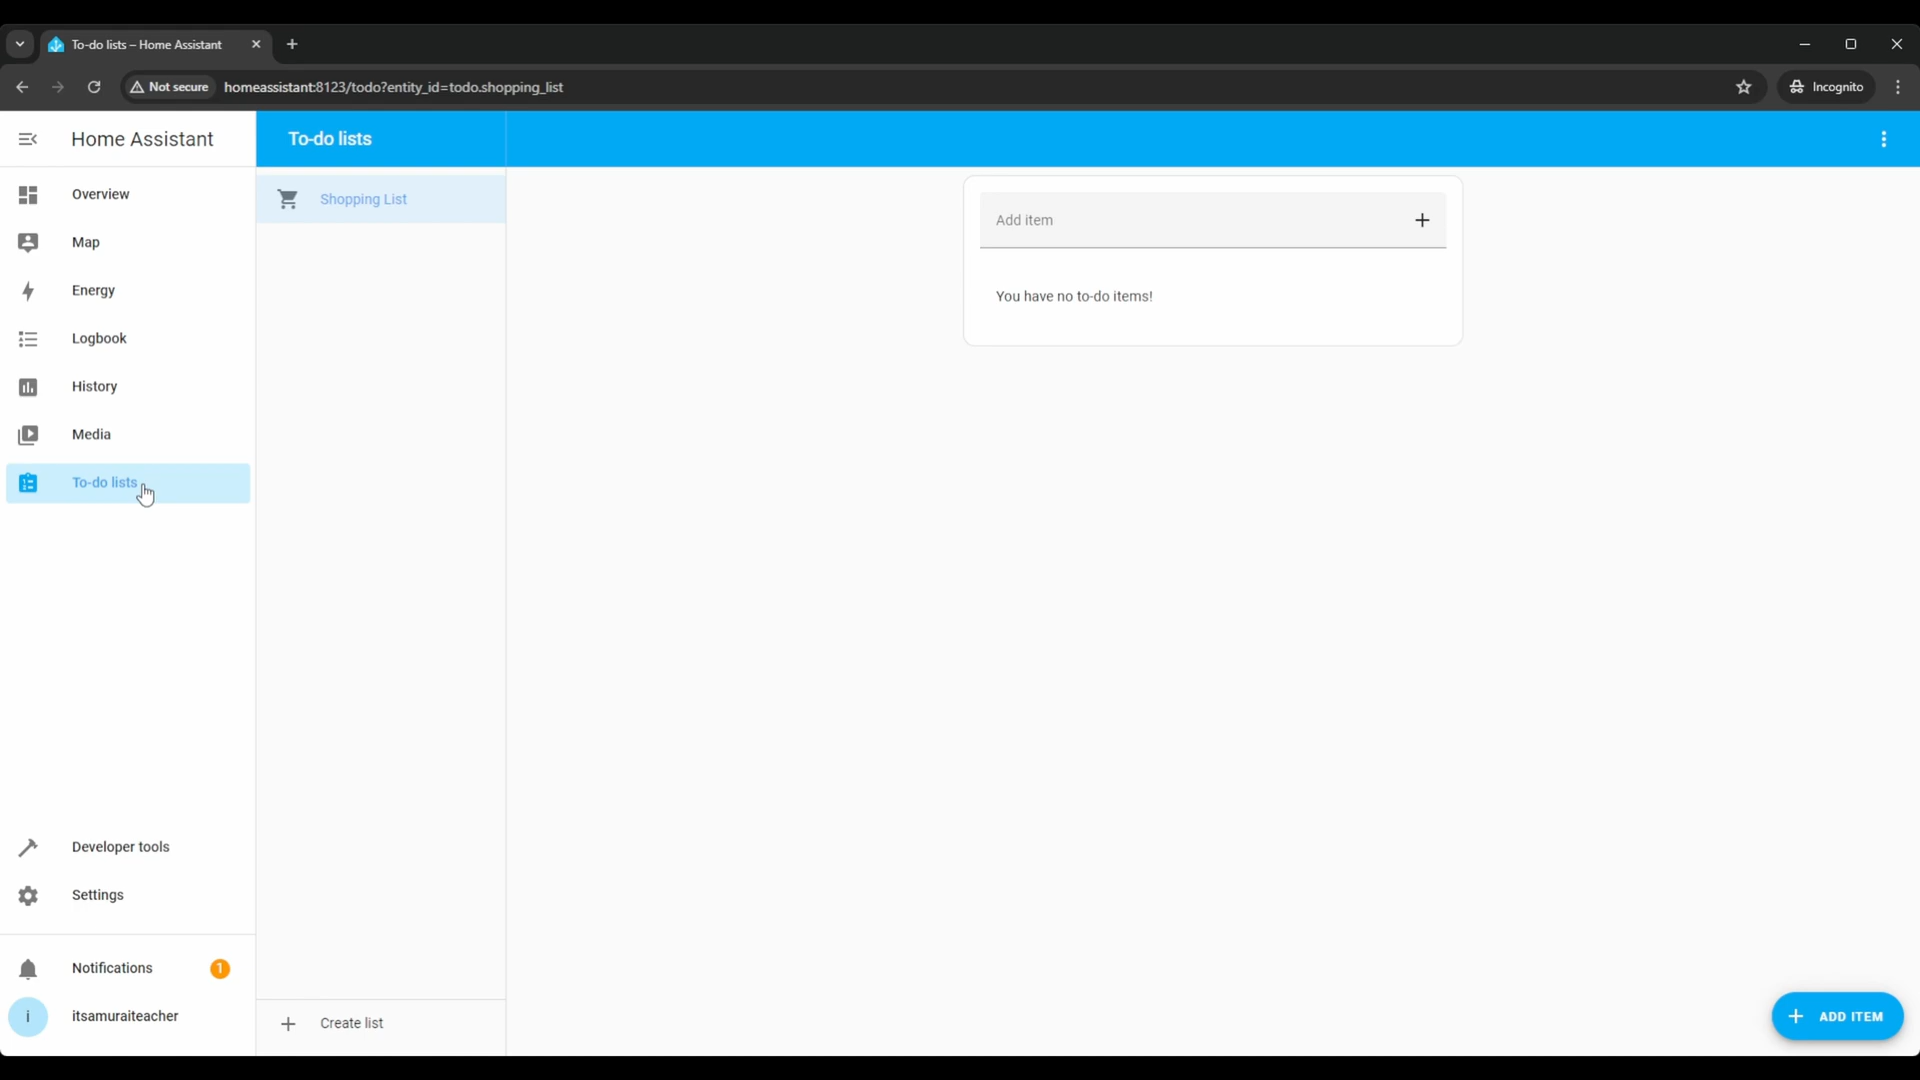 To-do lists – Home Assistant
Not secure
homeassistant:8123/todo?entity_id=todo.shopping_list
Incognito
Home Assistant
To-do lists
Overview
Map
Energy
Logbook
History
Media
To-do lists
Developer tools
Settings
Notifications
1
i
itsamuraiteacher
Shopping List
Create list
Add item
You have no to-do items!
ADD ITEM